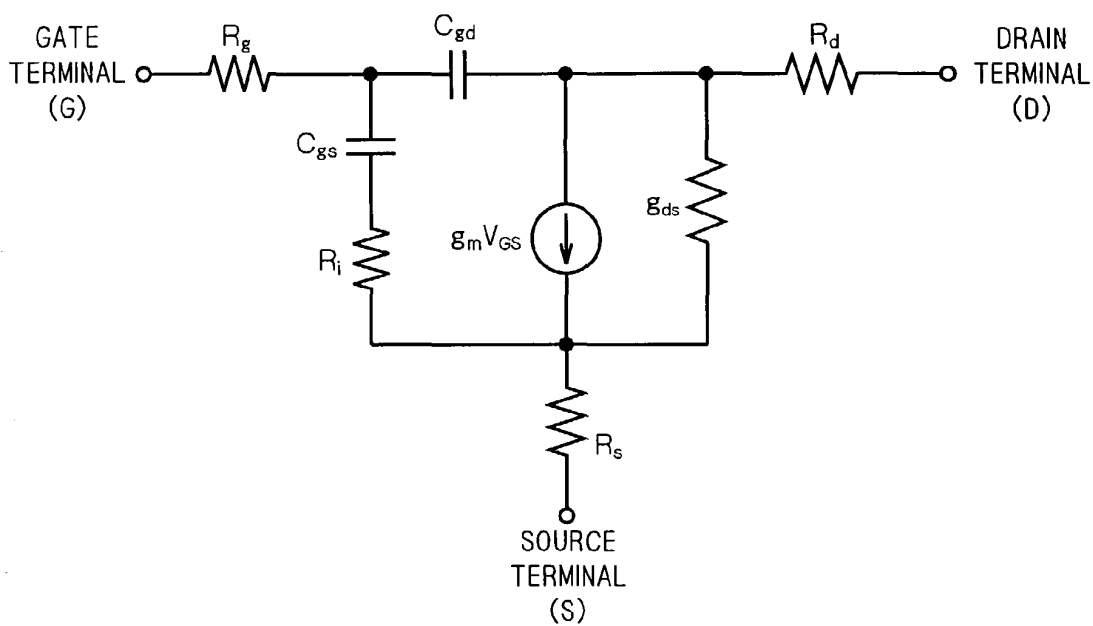 GATE
TERMINAL
(G)
Rg
Cgd
Rd
DRAIN
TERMINAL
(D)
Cgs
Ri
gmVGS
gds
Rs
SOURCE
TERMINAL
(S)